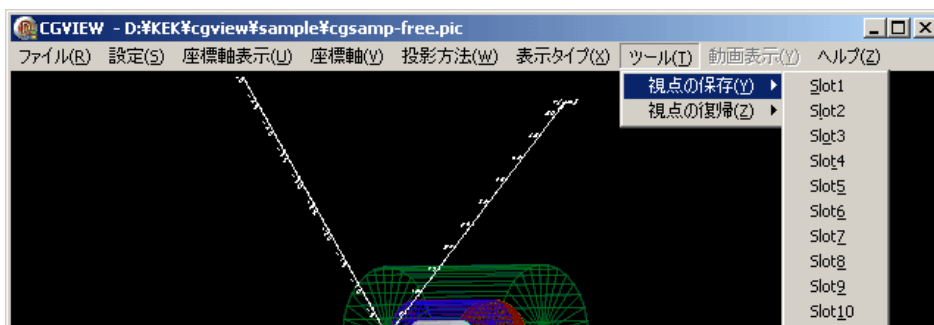 CGVIEW - D:¥KEK¥cgview¥sample¥cgsamp-free.pic
ファイル(R) 設定(S) 座標軸表示(U) 座標軸(V) 投影方法(W) 表示タイプ(X) ツール(T) 動画表示(Y) ヘルプ(Z)
視点の保存(Y)
視点の復帰(Z)
Slot1
Slot2
Slot3
Slot4
Slot5
Slot6
Slot7
Slot8
Slot9
Slot10